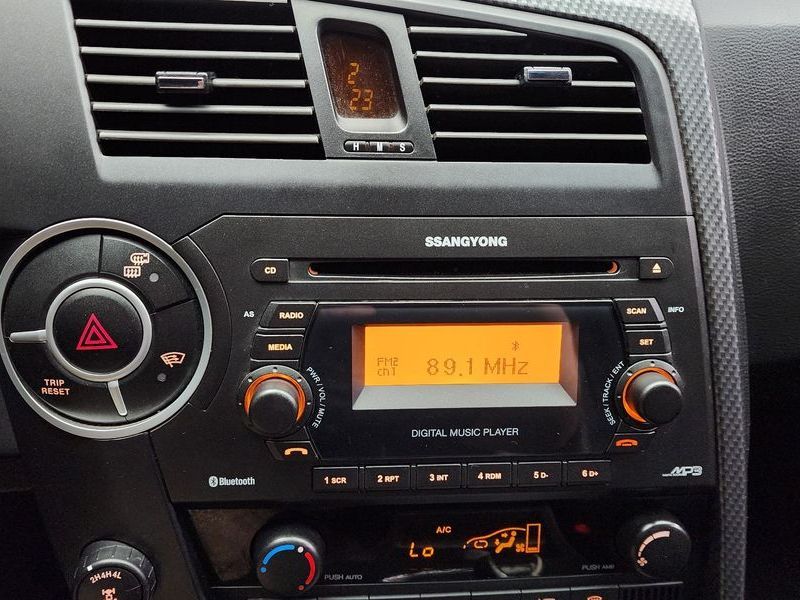 2
23
H M S
SSANGYONG
CD
AS RADIO
SCAN INFO
MEDIA
SET
FM2
ch1 89.1 MHz
PWR / VOL / MUTE
SEEK / TRACK / ENT
TRIP
RESET
DIGITAL MUSIC PLAYER
Bluetooth
1 SCR 2 RPT 3 INT 4 RDM 5 D- 6 D+
MP3
A/C
Lo
PUSH AUTO
PUSH AMB
2H 4H 4L